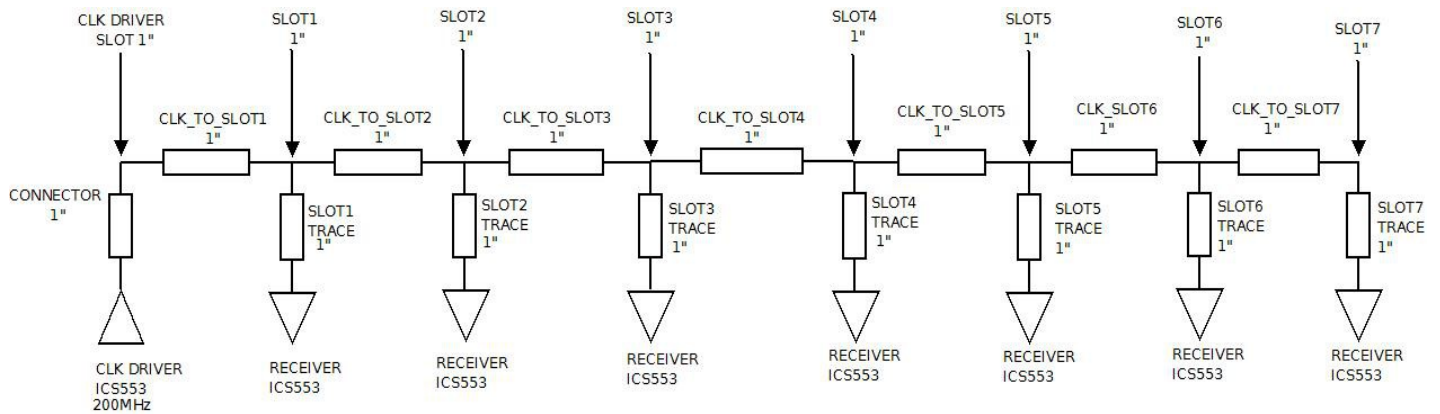 CLK DRIVER
SLOT 1"
SLOT1
1"
SLOT2
1"
SLOT3
1"
SLOT4
1"
SLOT5
1"
SLOT6
1"
SLOT7
1"
CLK_TO_SLOT1
1"
CLK_TO_SLOT2
1"
CLK_TO_SLOT3
1"
CLK_TO_SLOT4
1"
CLK_TO_SLOT5
1"
CLK_SLOT6
1"
CLK_TO_SLOT7
1"
CONNECTOR
1"
SLOT1
TRACE
1"
SLOT2
TRACE
1"
SLOT3
TRACE
1"
SLOT4
TRACE
1"
SLOT5
TRACE
1"
SLOT6
TRACE
1"
SLOT7
TRACE
1"
CLK DRIVER
ICS553
200MHz
RECEIVER
ICS553
RECEIVER
ICS553
RECEIVER
ICS553
RECEIVER
ICS553
RECEIVER
ICS553
RECEIVER
ICS553
RECEIVER
ICS553